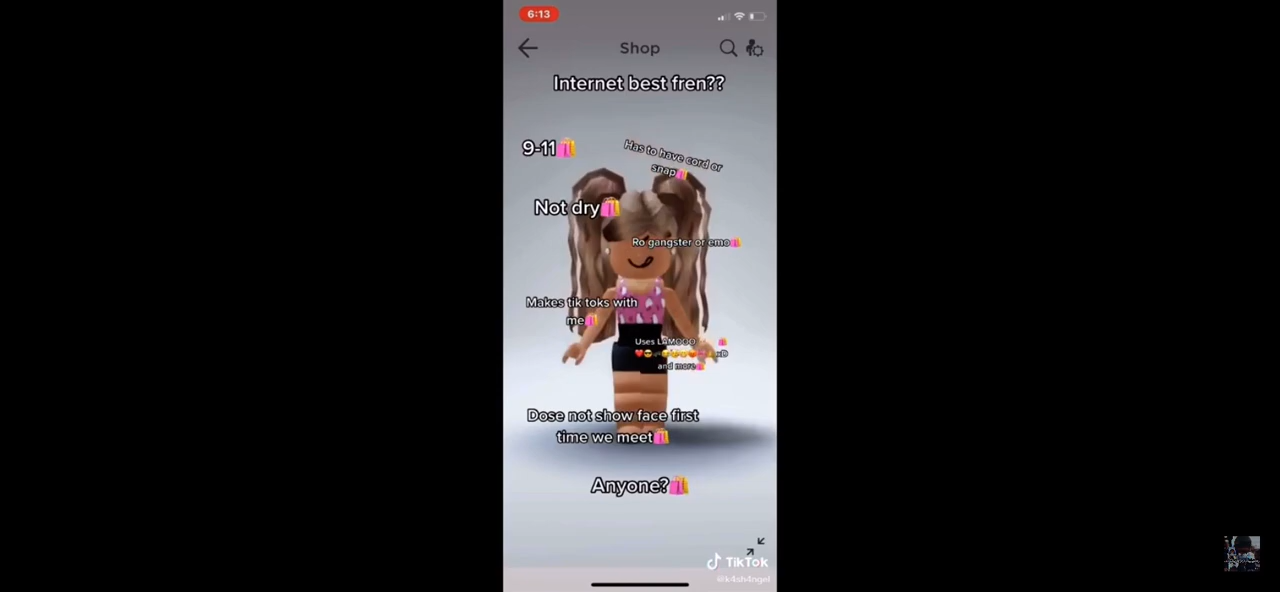 6:13
Shop
Internet best fren??
9-11🛍️
Has to have cord or
snap🛍️
Not dry🛍️
Ro gangster or emo🛍️
Makes tik toks with
me🛍️
Uses LAMOOO
and more🛍️
Dose not show face first
time we meet🛍️
Anyone?🛍️
TikTok